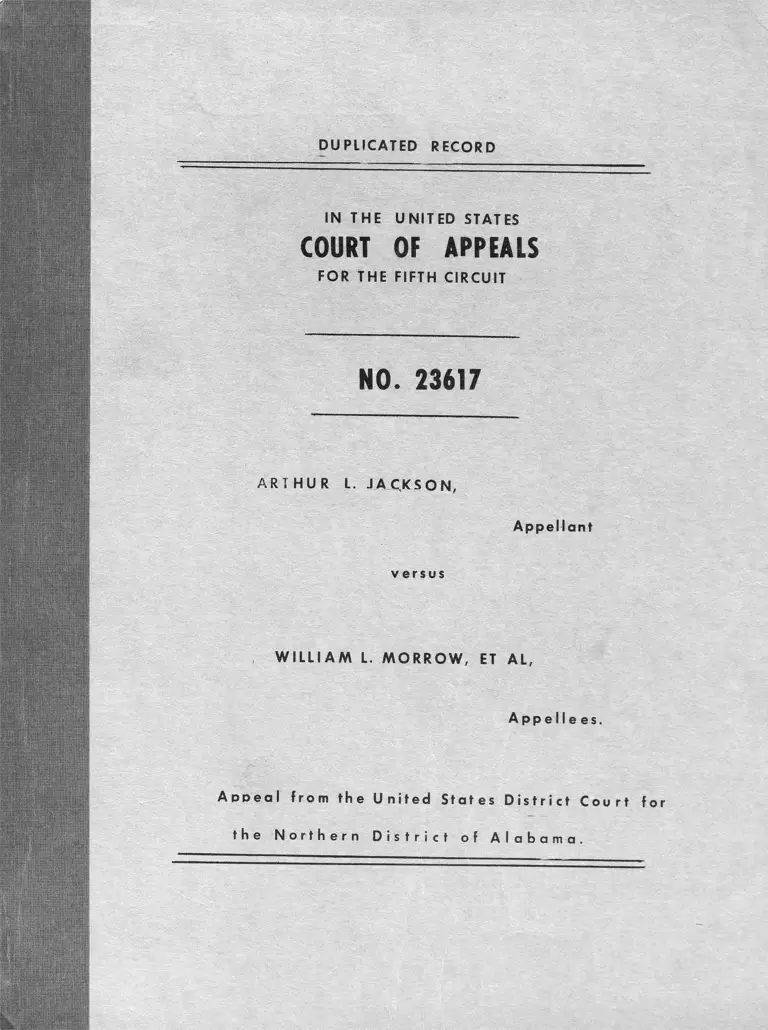 DUPLICATED RECORD
IN THE UNITED STATES
COURT OF APPEALS
FOR THE FIFTH CIRCUIT
NO. 23617
ARTHUR L. JACKSON,
Appellant
versus
WILLIAM L. MORROW, ET AL,
Appellees.
Appeal from the United States District Court for
the Northern District of Alabama.